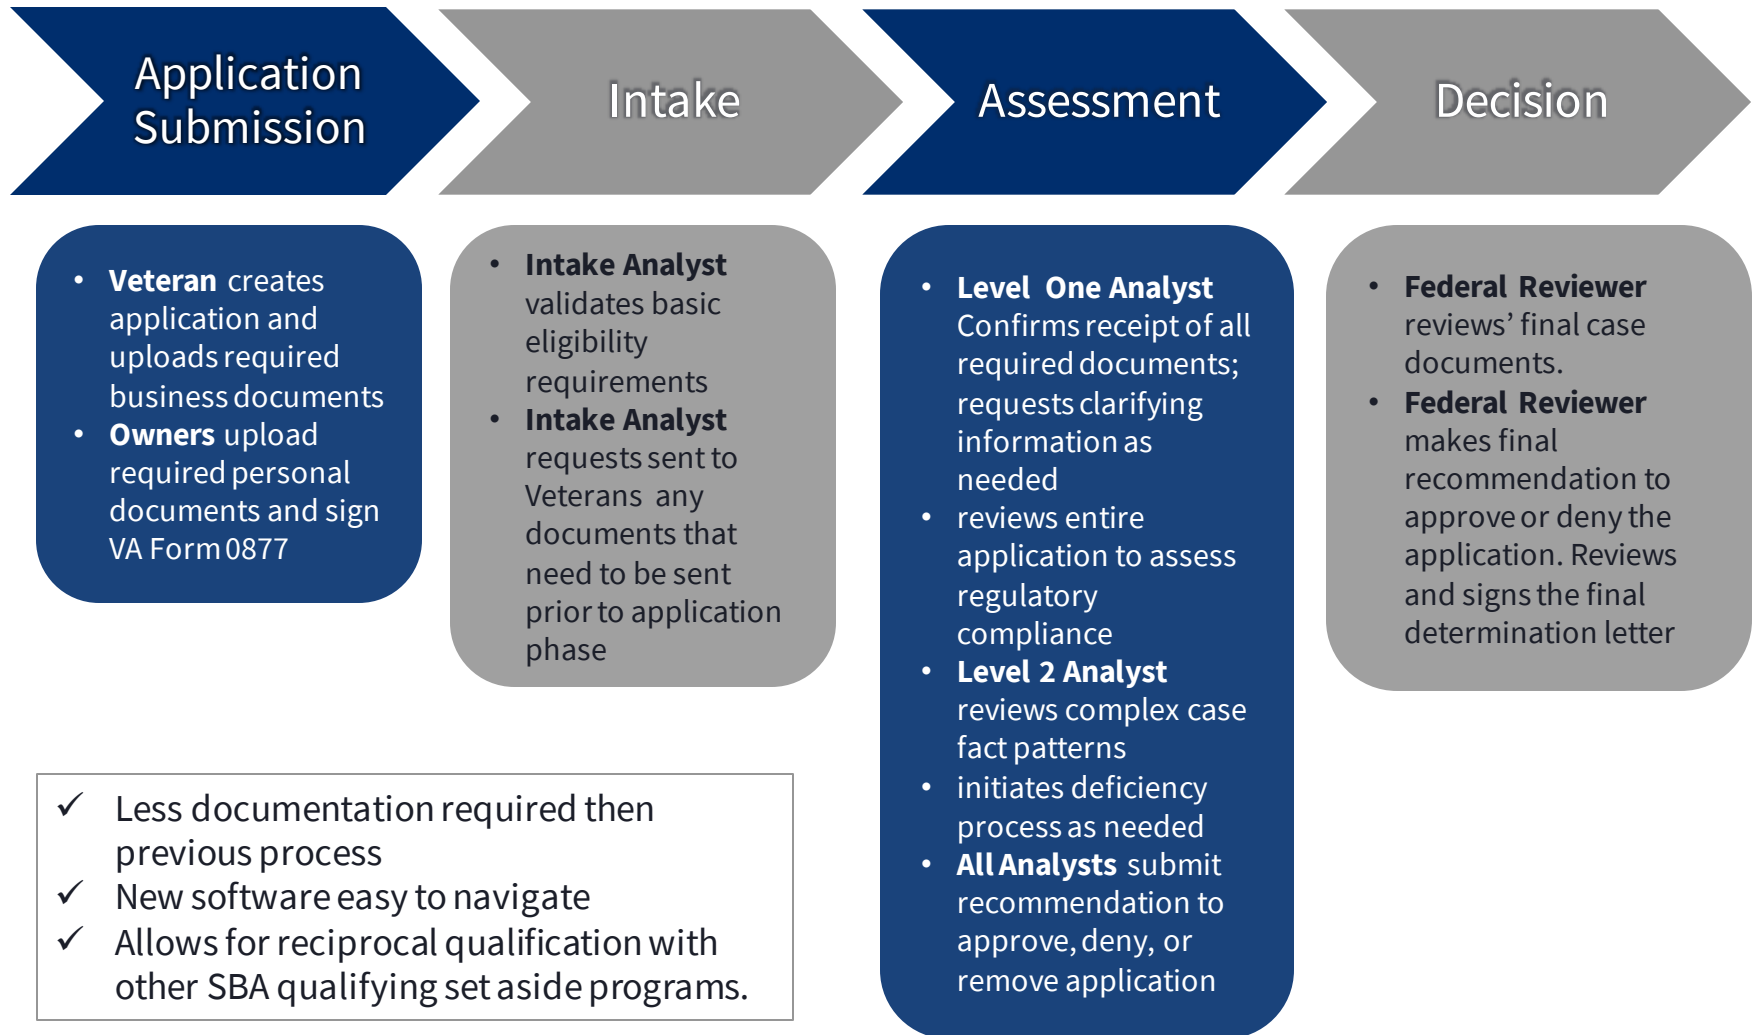 Application
Submission
Intake
Assessment
Decision
• Veteran creates
application and
uploads required
business documents
• Owners upload
required personal
documents and sign
VA Form 0877
• Intake Analyst
validates basic
eligibility
requirements
• Intake Analyst
requests sent to
Veterans any
documents that
need to be sent
prior to application
phase
• Level One Analyst
Confirms receipt of all
required documents;
requests clarifying
information as
needed
• reviews entire
application to assess
regulatory
compliance
• Level 2 Analyst
reviews complex case
fact patterns
• initiates deficiency
process as needed
• All Analysts submit
recommendation to
approve, deny, or
remove application
• Federal Reviewer
reviews’ final case
documents.
• Federal Reviewer
makes final
recommendation to
approve or deny the
application. Reviews
and signs the final
determination letter
✓ Less documentation required then
previous process
✓ New software easy to navigate
✓ Allows for reciprocal qualification with
other SBA qualifying set aside programs.